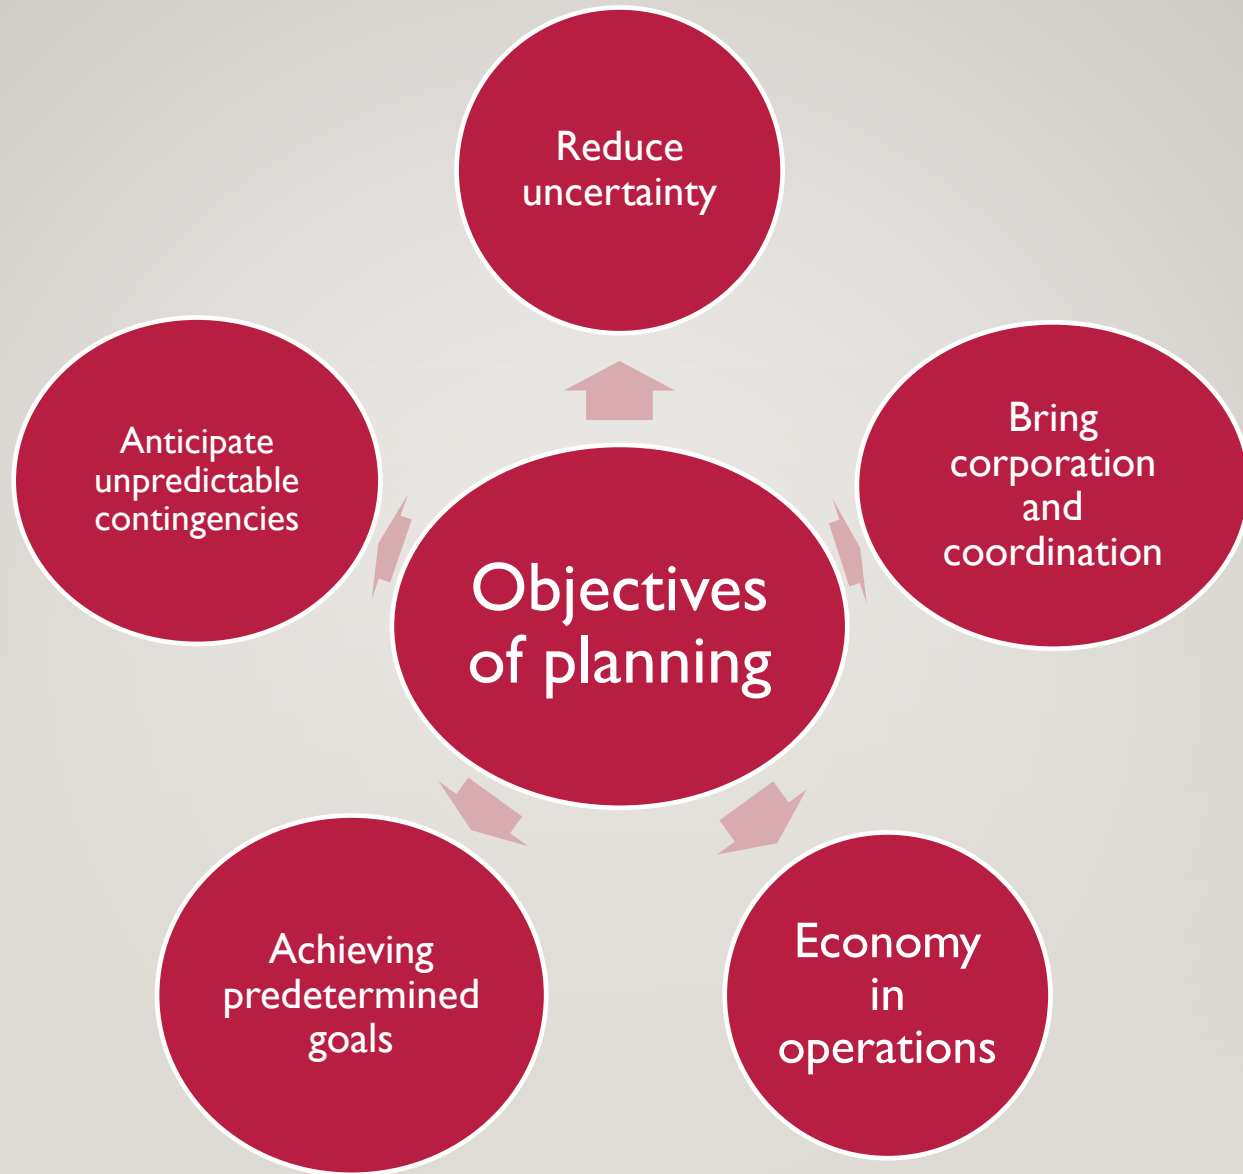 Reduce
uncertainty
Bring
corporation
and
coordination
Economy
in
operations
Achieving
predetermined
goals
Anticipate
unpredictable
contingencies
Objectives
of planning